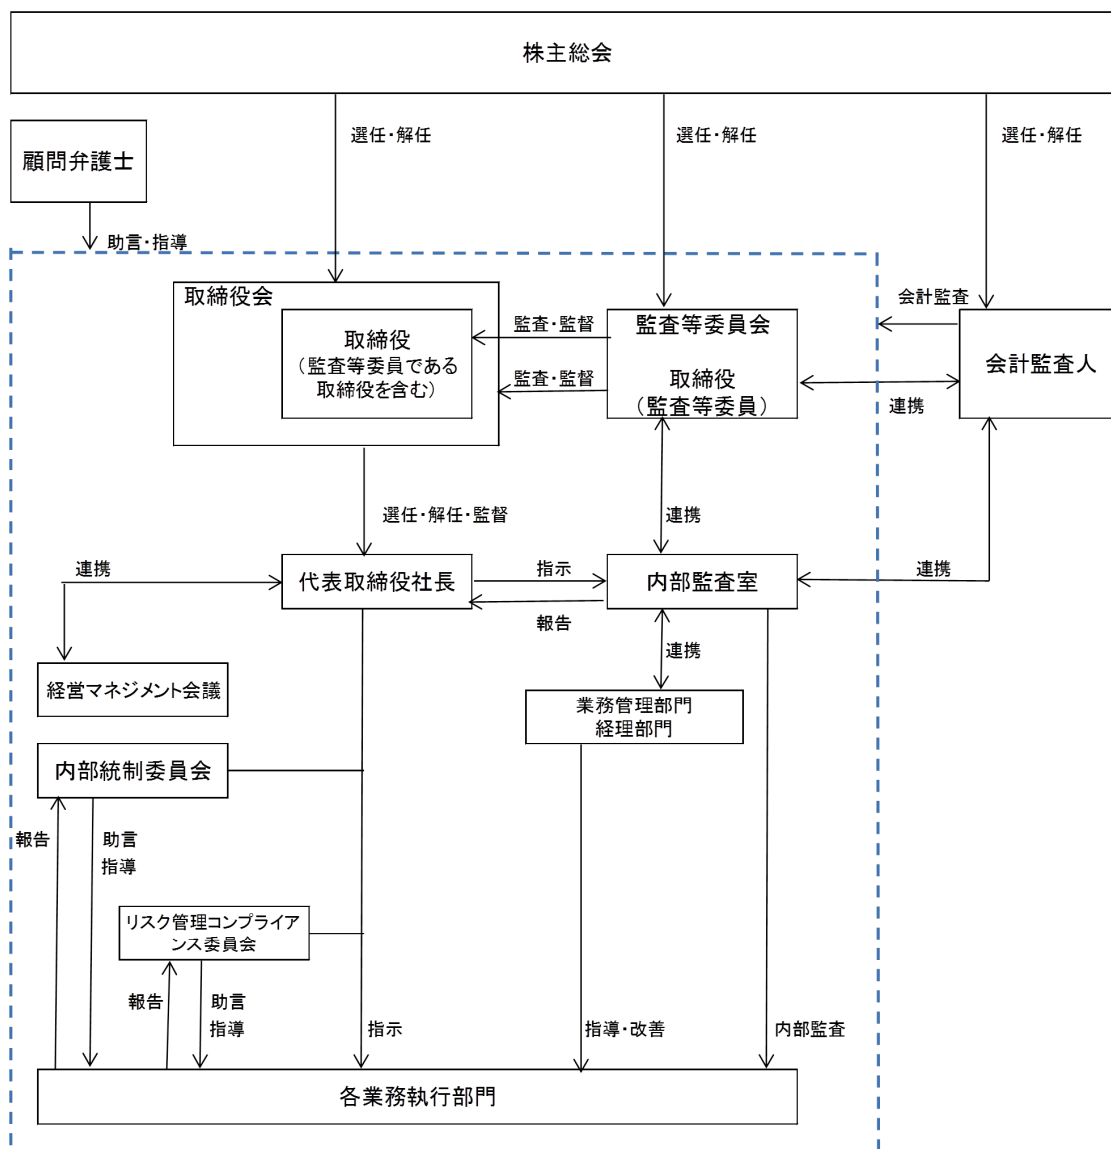 株主総会
選任・解任
選任・解任
選任・解任
顧問弁護士
助言・指導
取締役会
取締役
（監査等委員である
取締役を含む）
監査・監督
監査・監督
監査等委員会
取締役
（監査等委員）
会計監査
会計監査人
連携
選任・解任・監督
連携
連携
代表取締役社長
指示
報告
内部監査室
連携
連携
経営マネジメント会議
業務管理部門
経理部門
内部統制委員会
報告
助言
指導
リスク管理コンプライア
ンス委員会
報告
助言
指導
指示
指導・改善
内部監査
各業務執行部門